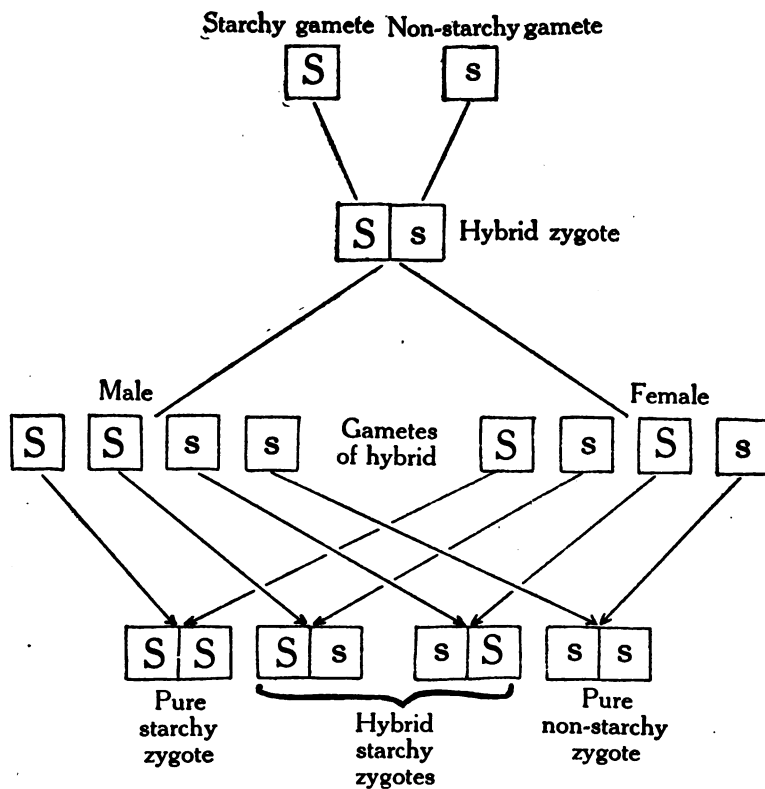 Starchy gamete Non-starchy gamete
S s
S s Hybrid zygote
Male Female
S S s s Gametes of hybrid S s S s
S S S s s S s s
Pure starchy zygote
Hybrid starchy zygotes
Pure non-starchy zygote